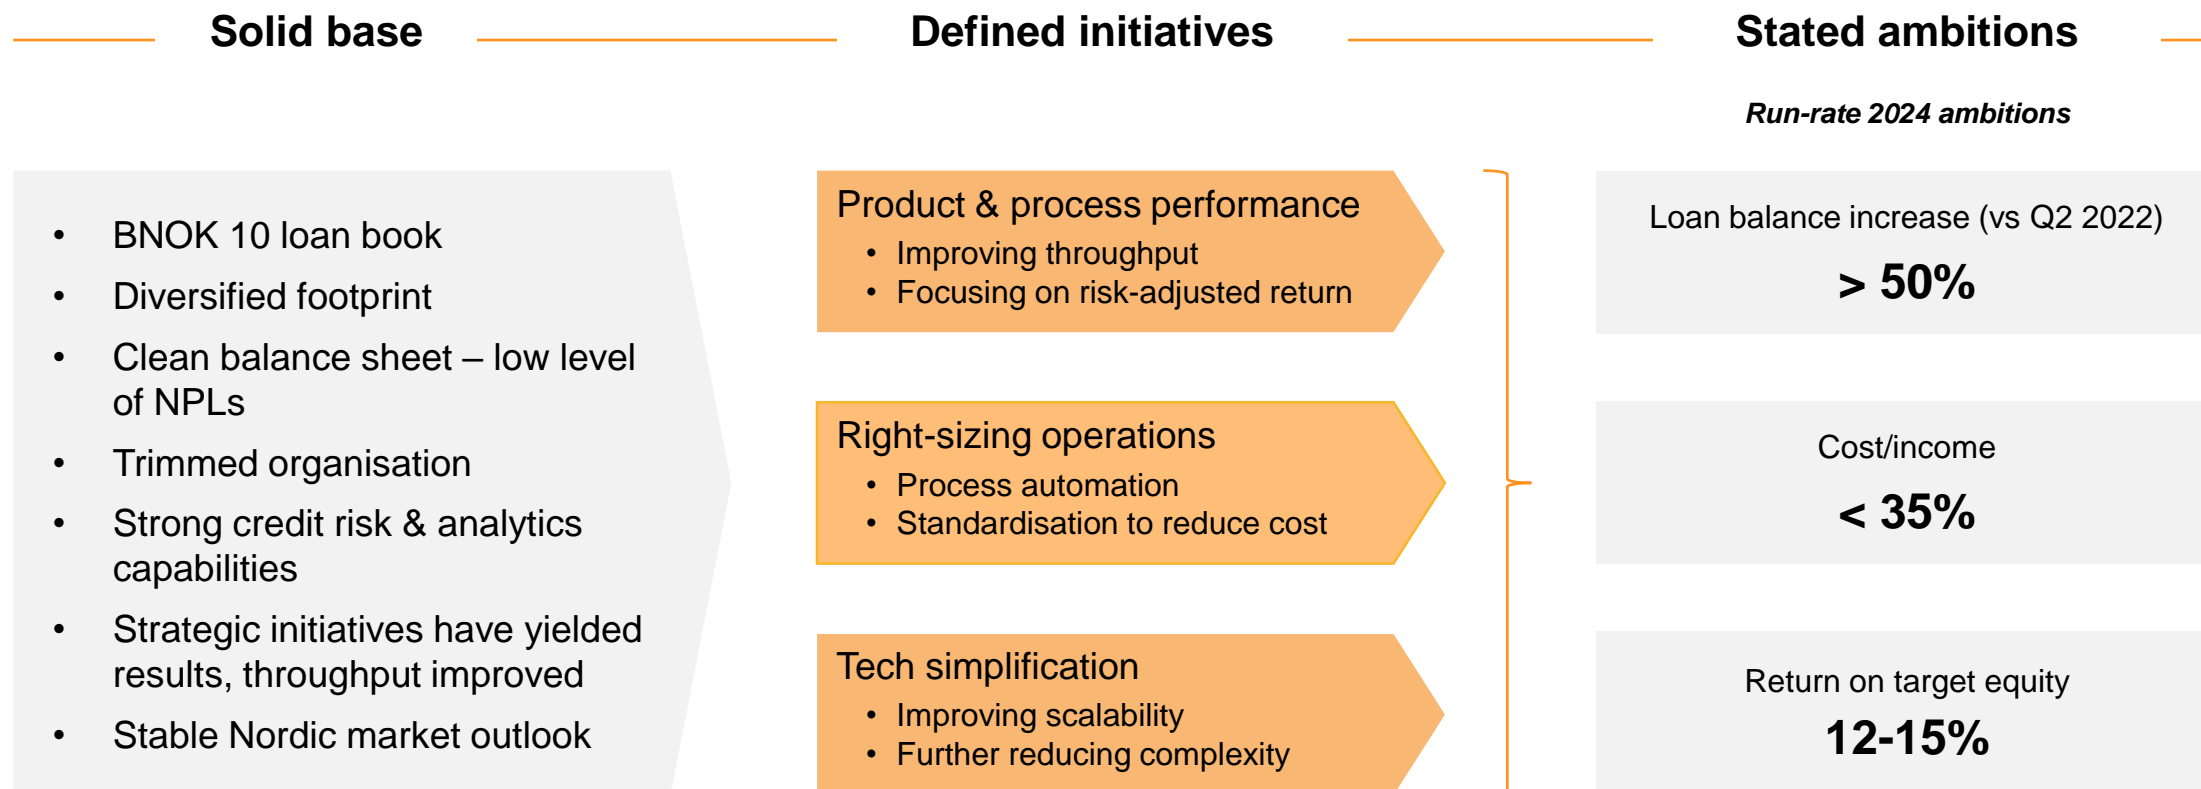 Solid base
Defined initiatives
Stated ambitions
Run-rate 2024 ambitions
• BNOK 10 loan book
• Diversified footprint
• Clean balance sheet – low level
of NPLs
• Trimmed organisation
• Strong credit risk & analytics
capabilities
• Strategic initiatives have yielded
results, throughput improved
• Stable Nordic market outlook
Product & process performance
• Improving throughput
• Focusing on risk-adjusted return
Right-sizing operations
• Process automation
• Standardisation to reduce cost
Tech simplification
• Improving scalability
• Further reducing complexity
Loan balance increase (vs Q2 2022)
> 50%
Cost/income
< 35%
Return on target equity
12-15%